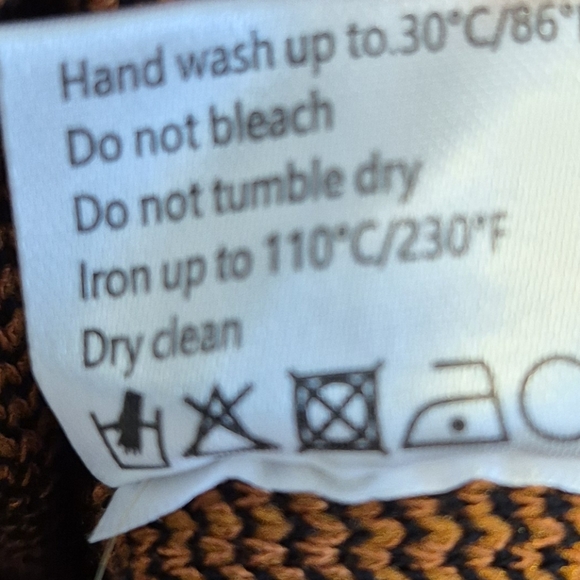 Hand wash up to.30°C/86°
Do not bleach
Do not tumble dry
Iron up to 110°C/230°F
Dry clean